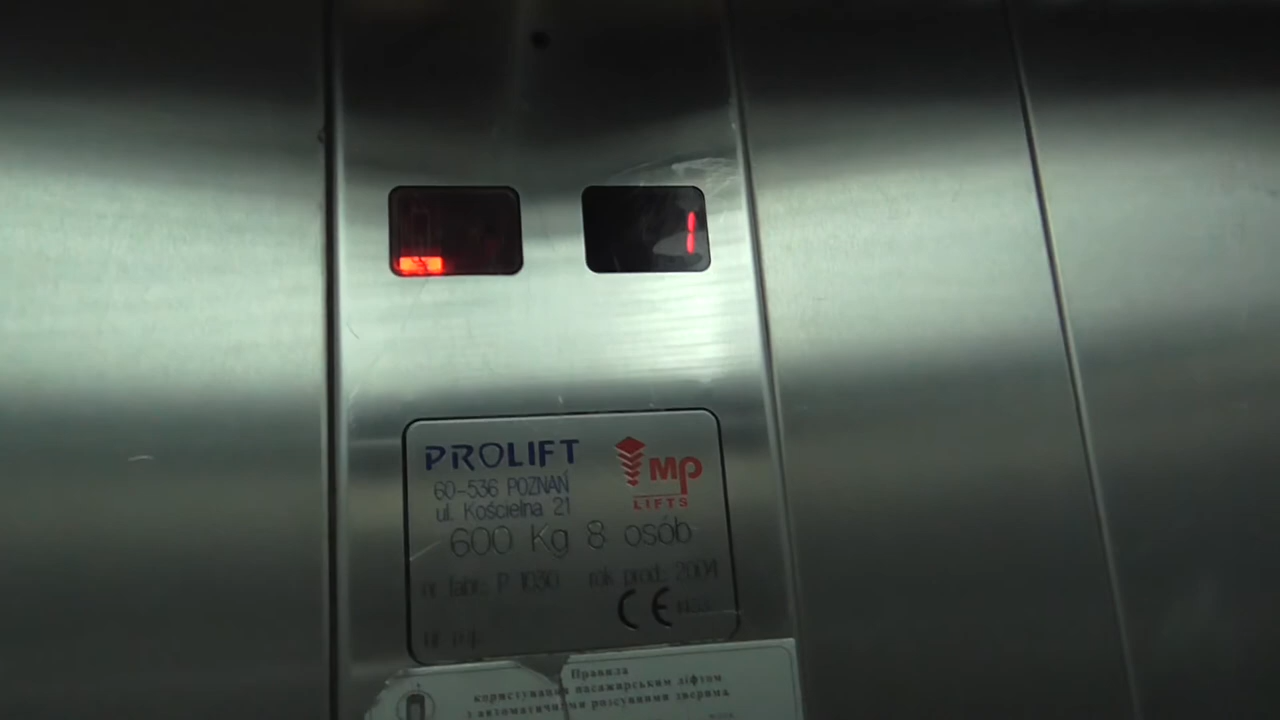 1
PROLIFT
MP
LIFTS
60-536 POZNAŃ
ul. Kościelna 21
600 Kg 8 osób
nr fabr.: P 1030 rok prod.: 2004
CE
Правила
користування пасажирським ліфтом
з автоматичними розсувними дверима